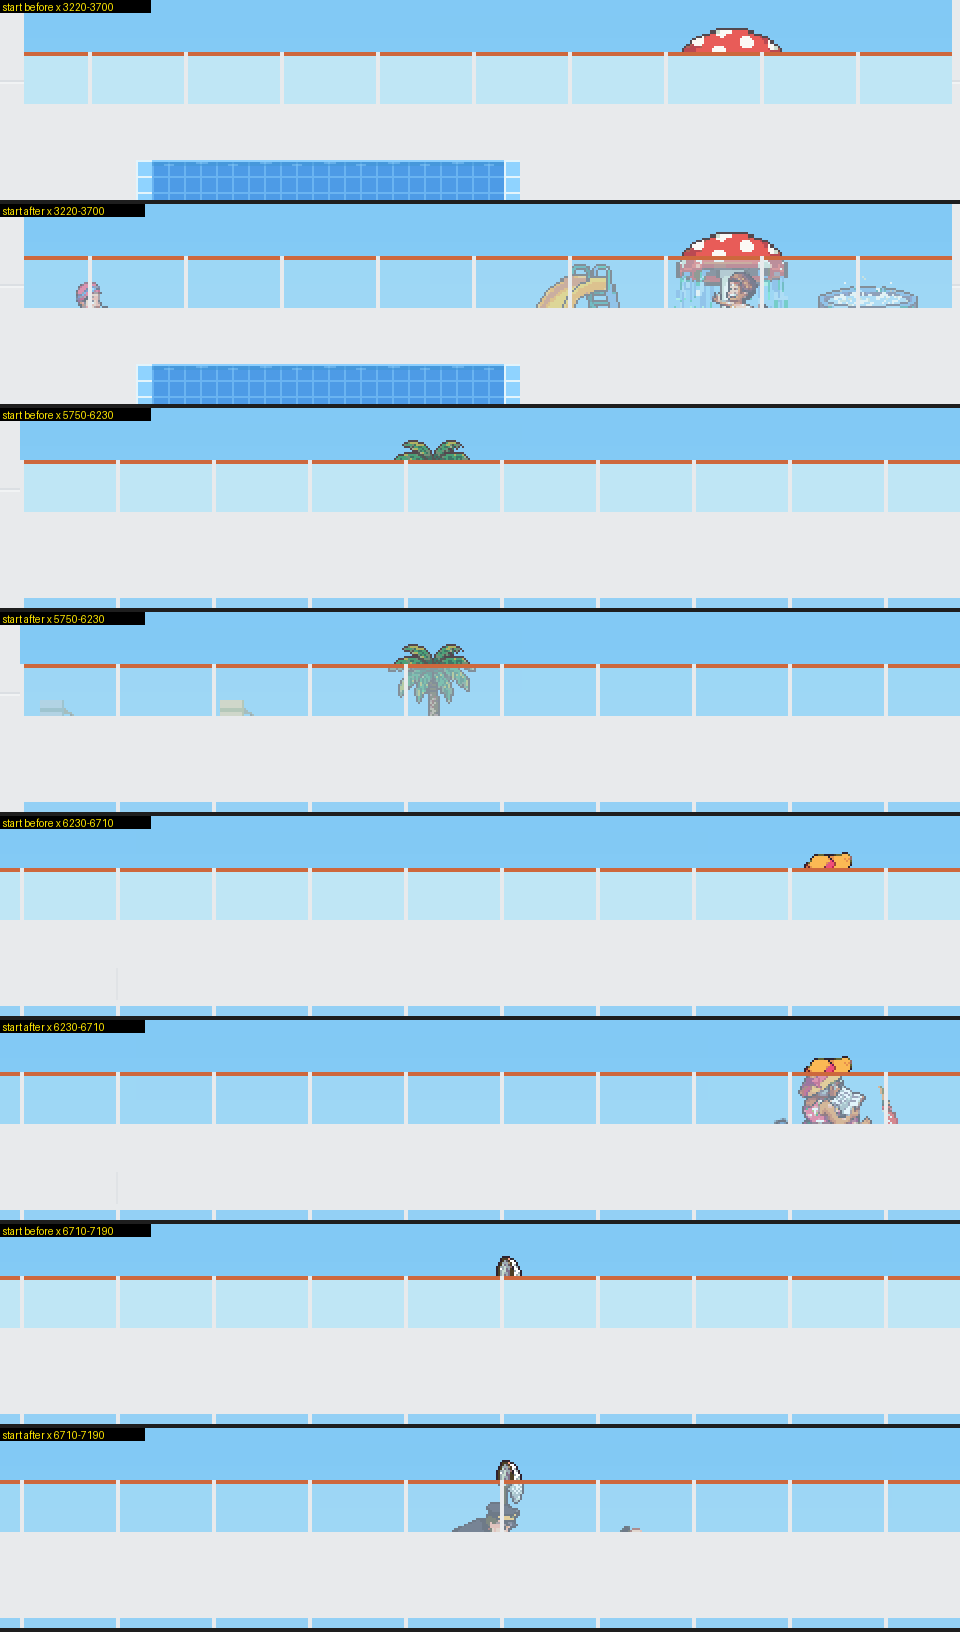 start before x 3220-3700
start after x 3220-3700
start before x 5750-6230
start after x 5750-6230
start before x 6230-6710
start after x 6230-6710
start before x 6710-7190
start after x 6710-7190